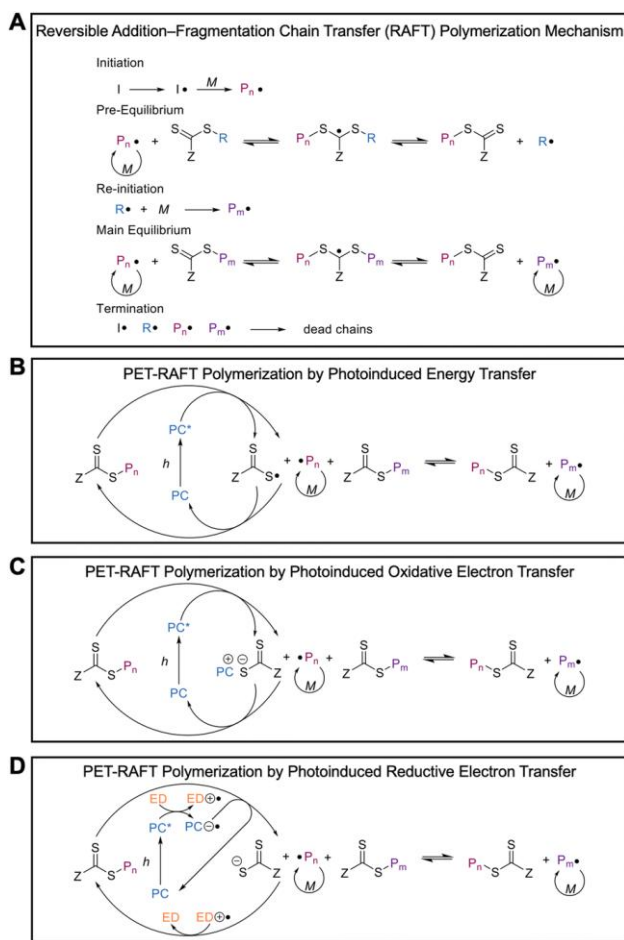 A
Reversible Addition–Fragmentation Chain Transfer (RAFT) Polymerization Mechanism
Initiation
I I• M Pn•
Pre-Equilibrium
Pn• + S S R Z Pn S • S R Z Pn S S Z + R•
M
Re-initiation
R• + M Pm•
Main Equilibrium
Pn• + S S Pm Z Pn S • S Pm Z Pn S S Z + Pm•
M M
Termination
I• R• Pn• Pm• dead chains
B
PET-RAFT Polymerization by Photoinduced Energy Transfer
PC*
S Z S Pn h S Z S• + •Pn + S Z S Pm Pn S S Z + Pm•
PC M M
C
PET-RAFT Polymerization by Photoinduced Oxidative Electron Transfer
PC*
S Z S Pn h PC⊕ ⊖S S Z + •Pn + S Z S Pm Pn S S Z + Pm•
PC M M
D
PET-RAFT Polymerization by Photoinduced Reductive Electron Transfer
ED ED⊕•
PC* PC⊖•
S Z S Pn h ⊖S S Z + •Pn + S Z S Pm Pn S S Z + Pm•
PC M M
ED ED⊕•